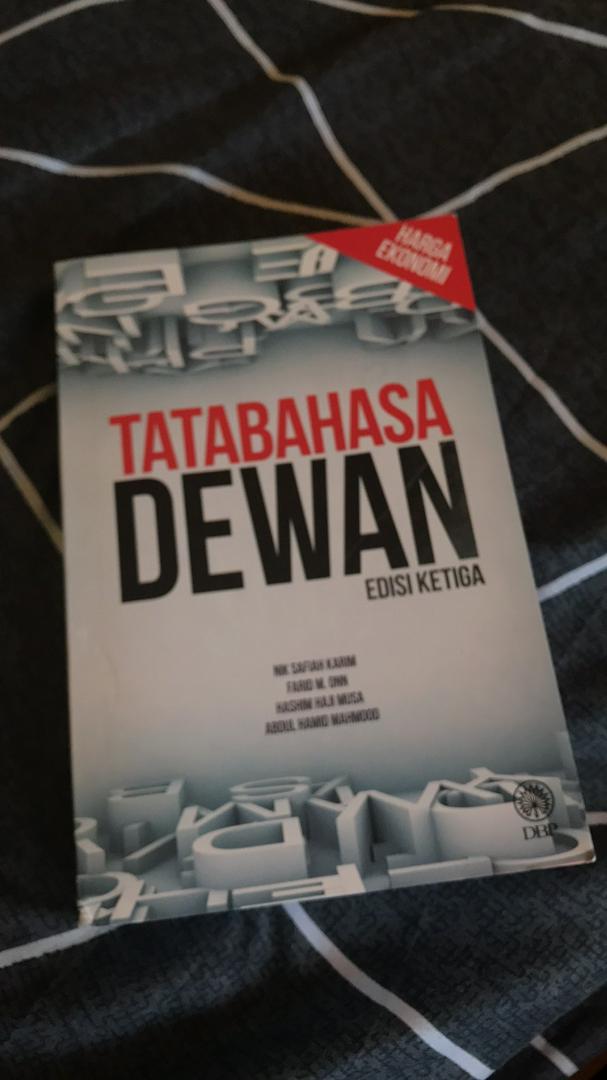 HARGA
EKONOMI
TATABAHASA
DEWAN
EDISI KETIGA
NIK SAFIAH KARIM
FARID M. ONN
HASHIM HAJI MUSA
ABDUL HAMID MAHMOOD
DBP